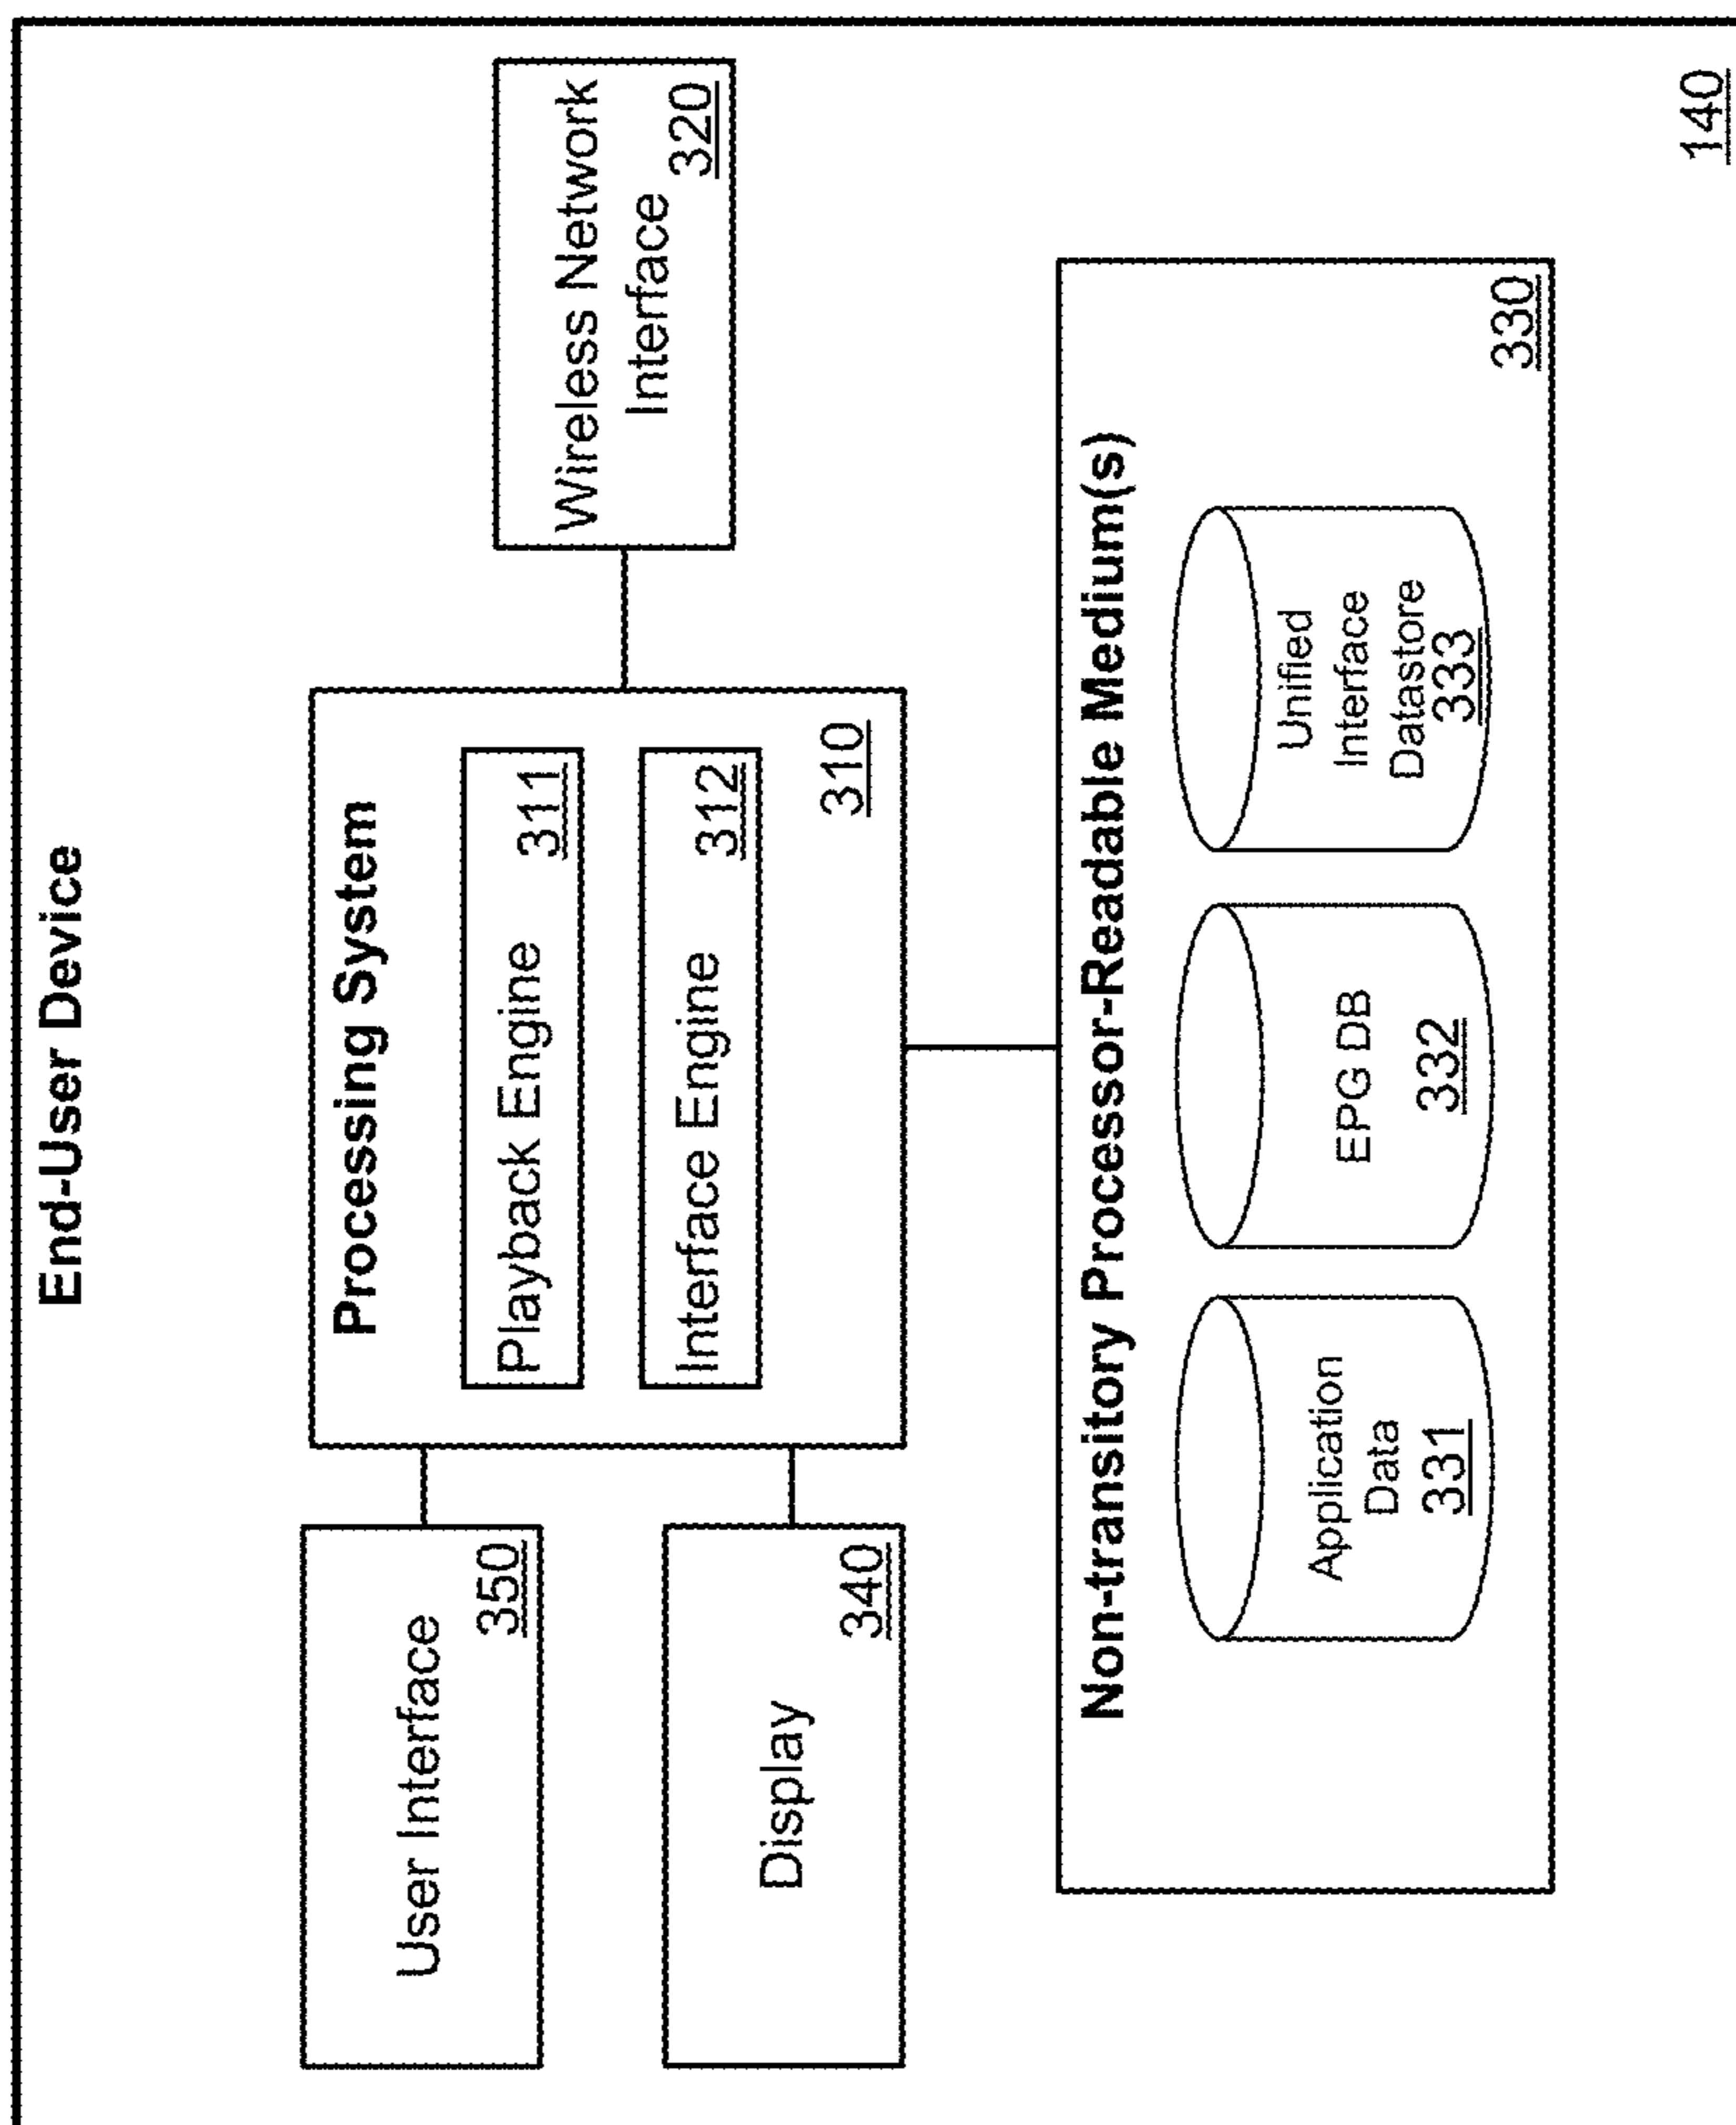 End-User Device
User Interface
350
Display
340
Processing System
Playback Engine
311
Interface Engine
312
310
Wireless Network
Interface
320
Non-transitory Processor-Readable Medium(s)
Application
Data
331
EPG DB
332
Unified
Interface
Datastore
333
330
140